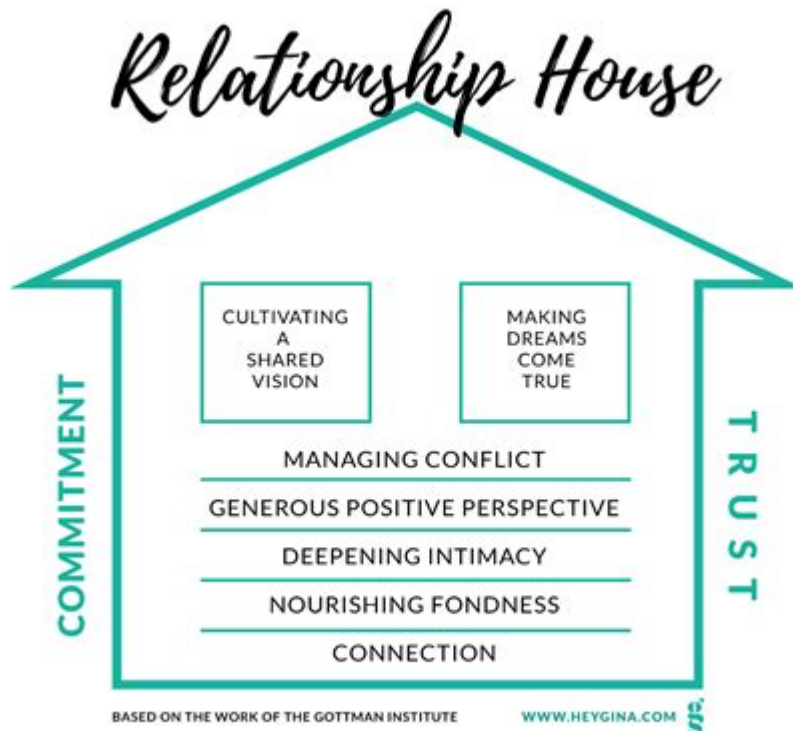 Relationship House
CULTIVATING
A
SHARED
VISION
MAKING
DREAMS
COME
TRUE
COMMITMENT
TRUST
MANAGING CONFLICT
GENEROUS POSITIVE PERSPECTIVE
DEEPENING INTIMACY
NOURISHING FONDNESS
CONNECTION
BASED ON THE WORK OF THE GOTTMAN INSTITUTE
WWW.HEYGINA.COM